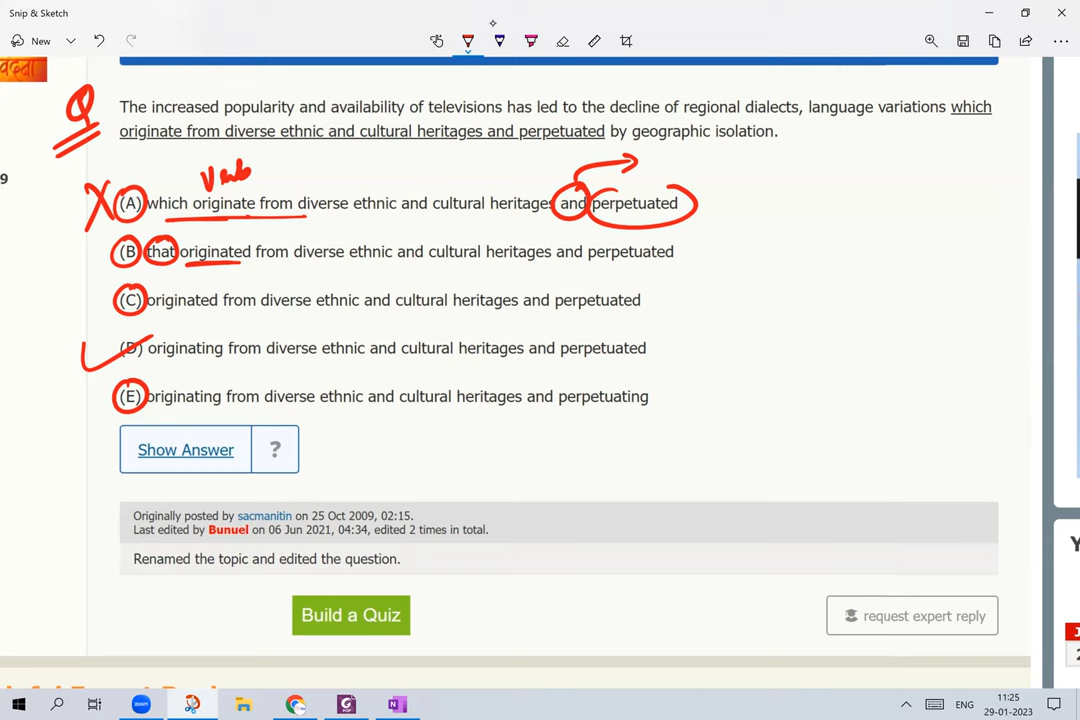 Snip & Sketch
New
Q
The increased popularity and availability of televisions has led to the decline of regional dialects, language variations which
originate from diverse ethnic and cultural heritages and perpetuated by geographic isolation.
9
Verb
X
(A) which originate from diverse ethnic and cultural heritages and perpetuated
(B) that originated from diverse ethnic and cultural heritages and perpetuated
(C) originated from diverse ethnic and cultural heritages and perpetuated
(D) originating from diverse ethnic and cultural heritages and perpetuated
(E) originating from diverse ethnic and cultural heritages and perpetuating
Show Answer ?
Originally posted by sacmanitin on 25 Oct 2009, 02:15.
Last edited by Bunuel on 06 Jun 2021, 04:34, edited 2 times in total.
Renamed the topic and edited the question.
Build a Quiz
request expert reply
zoom
ENG
11:25
29-01-2023